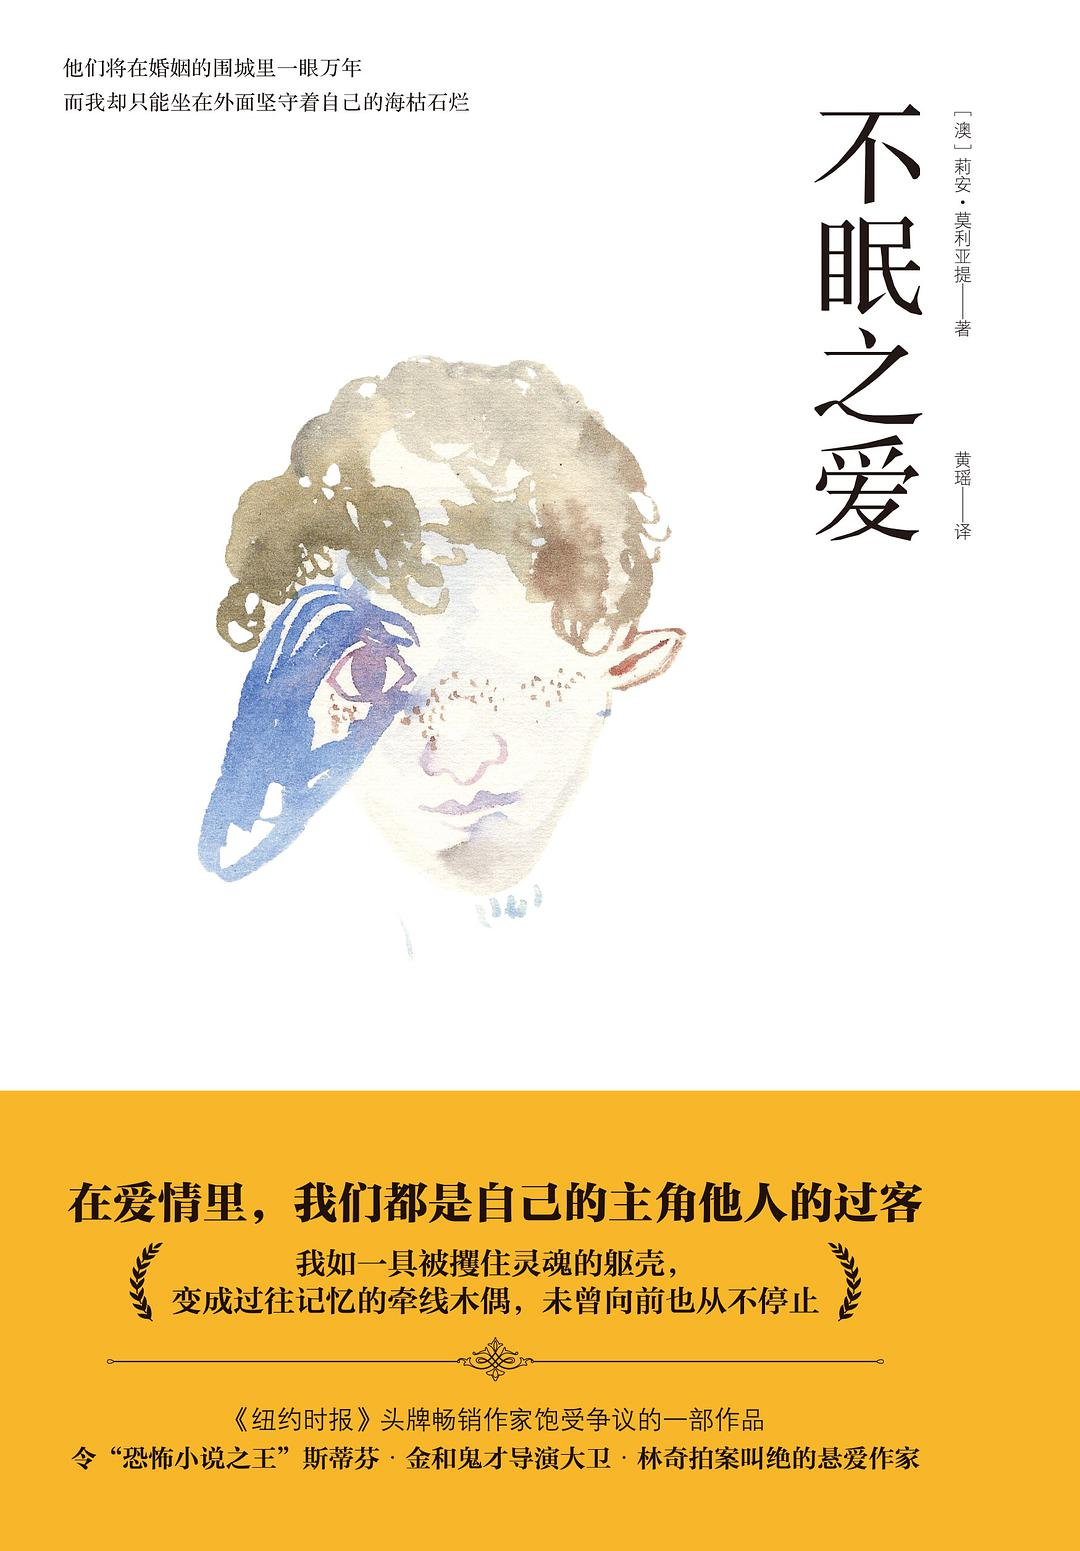 他们将在婚姻的围城里一眼万年
而我却只能坐在外面坚守着自己的海枯石烂
不眠之爱
［澳］莉安·莫利亚提——著
黄瑶——译
在爱情里，我们都是自己的主角他人的过客
我如一具被攫住灵魂的躯壳，
变成过往记忆的牵线木偶，未曾向前也从不停止
《纽约时报》头牌畅销作家饱受争议的一部作品
令“恐怖小说之王”斯蒂芬·金和鬼才导演大卫·林奇拍案叫绝的悬爱作家